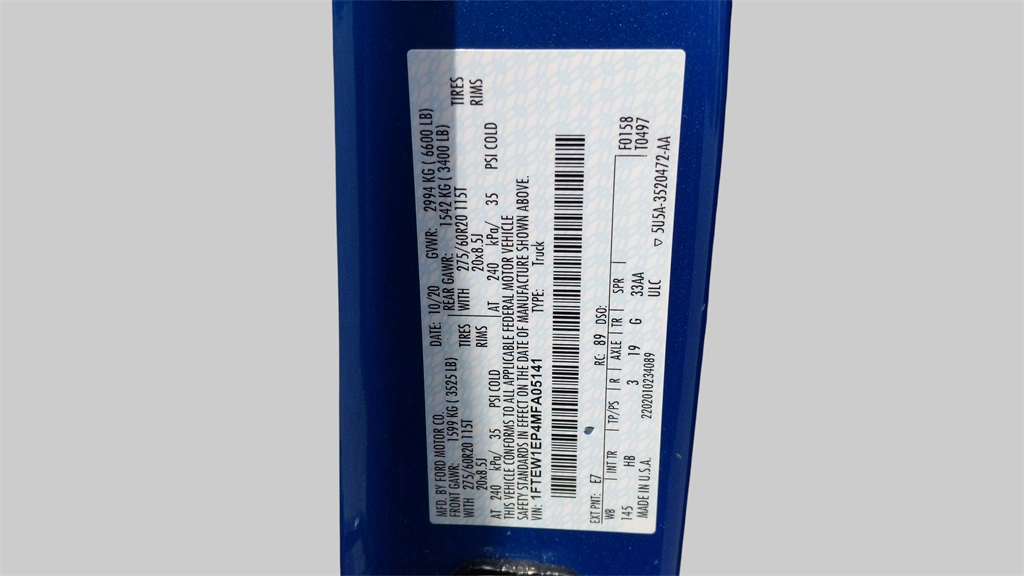 MFD. BY FORD MOTOR CO. DATE: 10/20 GVWR: 2994 KG ( 6600 LB)
FRONT GAWR: 1599 KG ( 3525 LB) REAR GAWR: 1542 KG ( 3400 LB)
WITH 275/60R20 115T TIRES WITH 275/60R20 115T TIRES
20x8.5J RIMS 20x8.5J RIMS
AT 240 kPa/ 35 PSI COLD AT 240 kPa/ 35 PSI COLD
THIS VEHICLE CONFORMS TO ALL APPLICABLE FEDERAL MOTOR VEHICLE
SAFETY STANDARDS IN EFFECT ON THE DATE OF MANUFACTURE SHOWN ABOVE.
VIN: 1FTEW1EP4MFA05141 TYPE: Truck
EXT PNT: E7 RC: 89 DSO: F0158
WB INT TR TP/PS R AXLE TR SPR T0497
145 HB 3 19 G 33AA
MADE IN U.S.A. 2202010234089 ULC
▽ 5U5A-3520472-AA